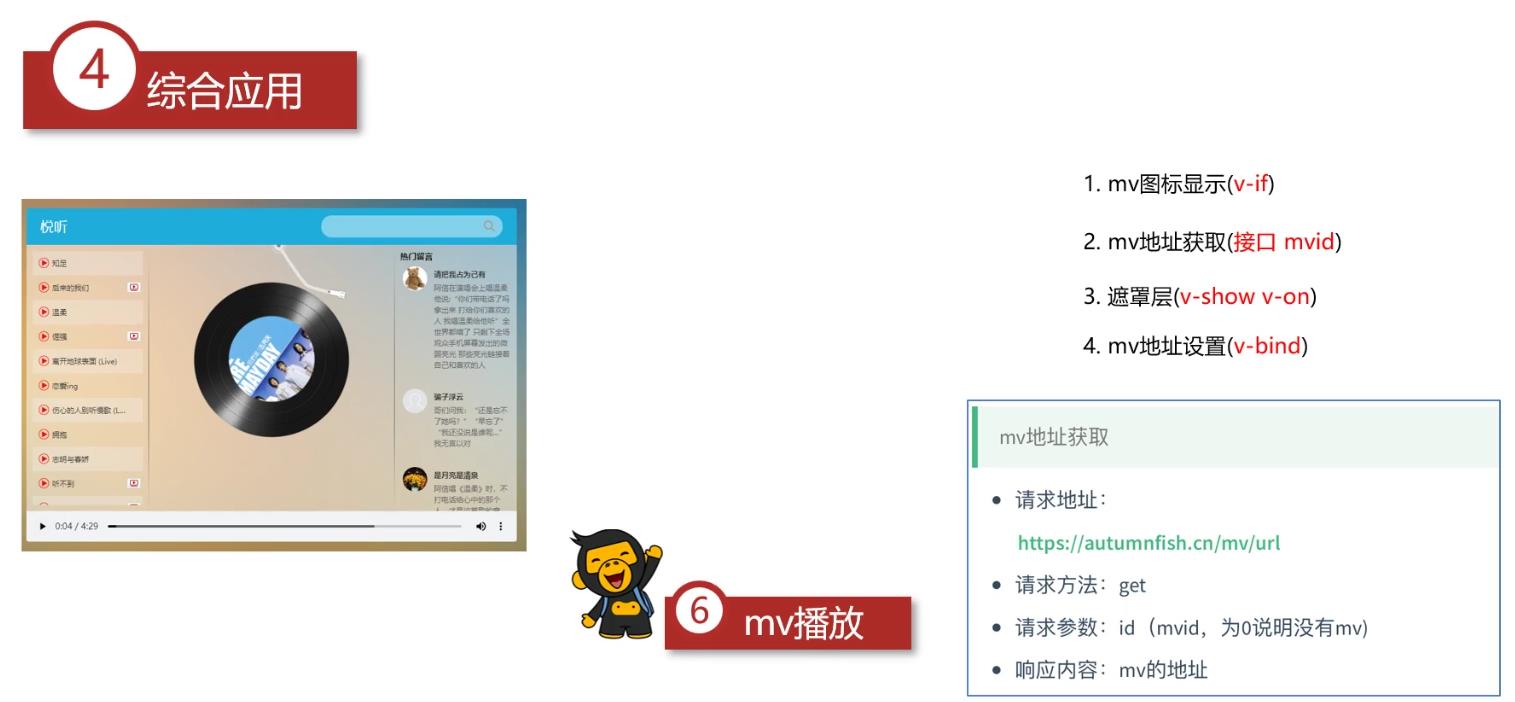 4
综合应用
悦听
知足
后来的我们
温柔
倔强
离开地球表面 (Live)
恋爱ing
伤心的人别听慢歌 (L...
拥抱
志明与春娇
听不到
热门留言
请把我占为己有
阿信在演唱会上唱温柔
他说："你们带电话了吗
拿出来 打给你们喜欢的
人 我唱温柔给他听" 全
世界都哭了 只剩下全场
观众手机屏幕发出的微
弱亮光 那些亮光链接着
自己和喜欢的人
骗子浮云
哥们问我： "还是忘不
了她吗？" "早忘了"
"我还没说是谁呢..."
我无言以对
是月亮是温泉
阿信唱《温柔》时，不
打电话给心中的那个
0:04 / 4:29
6
mv播放
1. mv图标显示(v-if)
2. mv地址获取(接口 mvid)
3. 遮罩层(v-show v-on)
4. mv地址设置(v-bind)
mv地址获取
请求地址：
https://autumnfish.cn/mv/url
请求方法：get
请求参数：id（mvid，为0说明没有mv)
响应内容：mv的地址